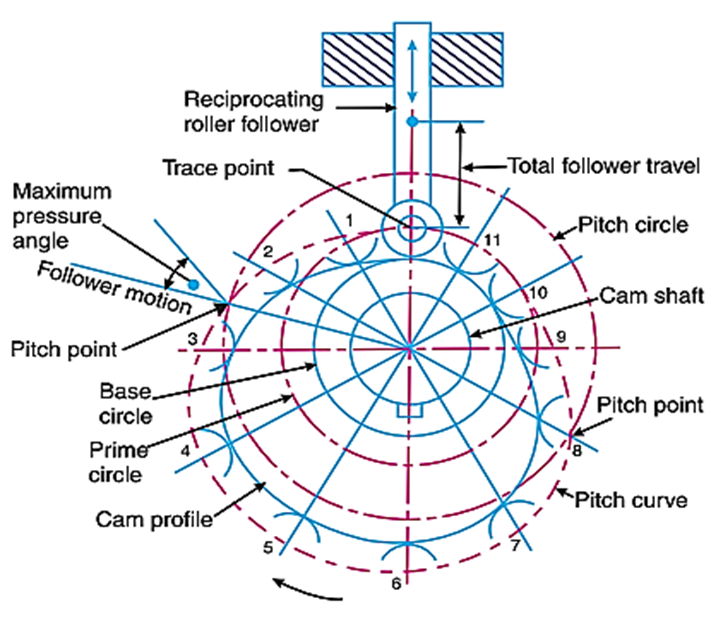 Reciprocating
roller follower
Trace point
Total follower travel
Maximum
pressure
angle
Pitch circle
1
11
2
Follower motion
10
Cam shaft
3
9
Pitch point
Base
circle
Pitch point
4
Prime
circle
8
Cam profile
Pitch curve
5
7
6